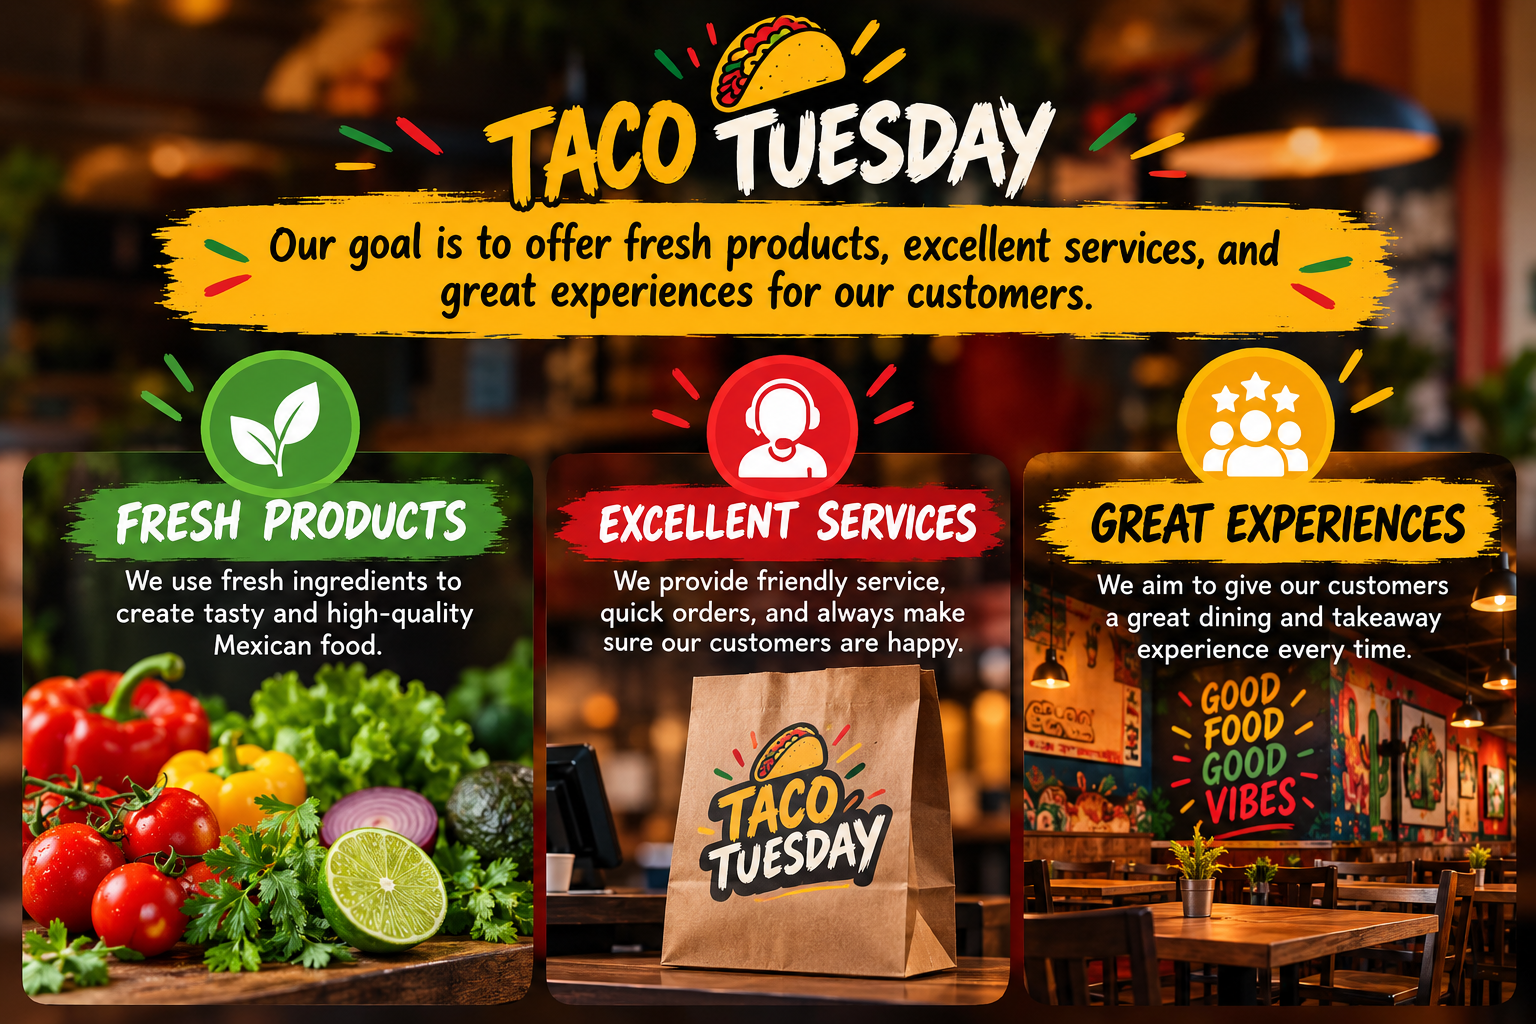 TACO TUESDAY
Our goal is to offer fresh products, excellent services, and
great experiences for our customers.
FRESH PRODUCTS
We use fresh ingredients to
create tasty and high-quality
Mexican food.
EXCELLENT SERVICES
We provide friendly service,
quick orders, and always make
sure our customers are happy.
TACO
TUESDAY
GREAT EXPERIENCES
We aim to give our customers
a great dining and takeaway
experience every time.
GOOD
FOOD
GOOD
VIBES